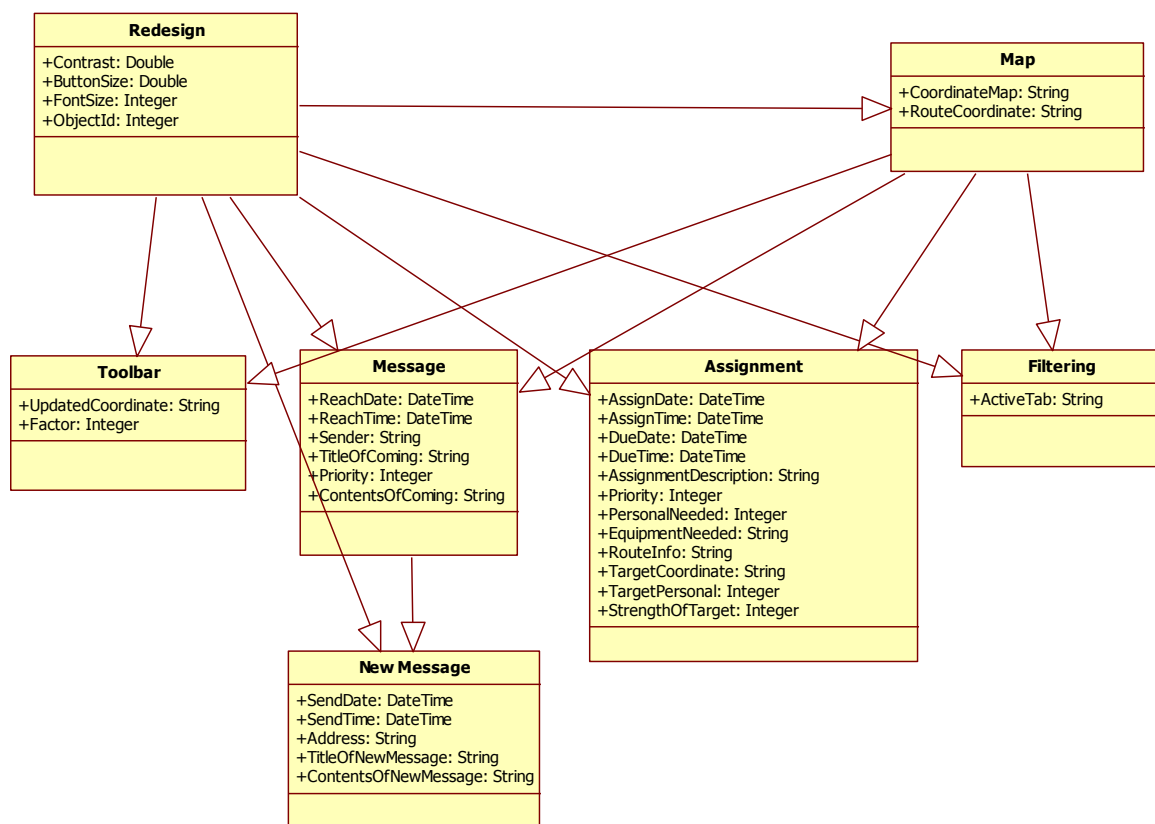 Redesign
+Contrast: Double
+ButtonSize: Double
+FontSize: Integer
+ObjectId: Integer
Map
+CoordinateMap: String
+RouteCoordinate: String
Toolbar
+UpdatedCoordinate: String
+Factor: Integer
Message
+ReachDate: DateTime
+ReachTime: DateTime
+Sender: String
+TitleOfComing: String
+Priority: Integer
+ContentsOfComing: String
Assignment
+AssignDate: DateTime
+AssignTime: DateTime
+DueDate: DateTime
+DueTime: DateTime
+AssignmentDescription: String
+Priority: Integer
+PersonalNeeded: Integer
+EquipmentNeeded: String
+RouteInfo: String
+TargetCoordinate: String
+TargetPersonal: Integer
+StrengthOfTarget: Integer
Filtering
+ActiveTab: String
New Message
+SendDate: DateTime
+SendTime: DateTime
+Address: String
+TitleOfNewMessage: String
+ContentsOfNewMessage: String